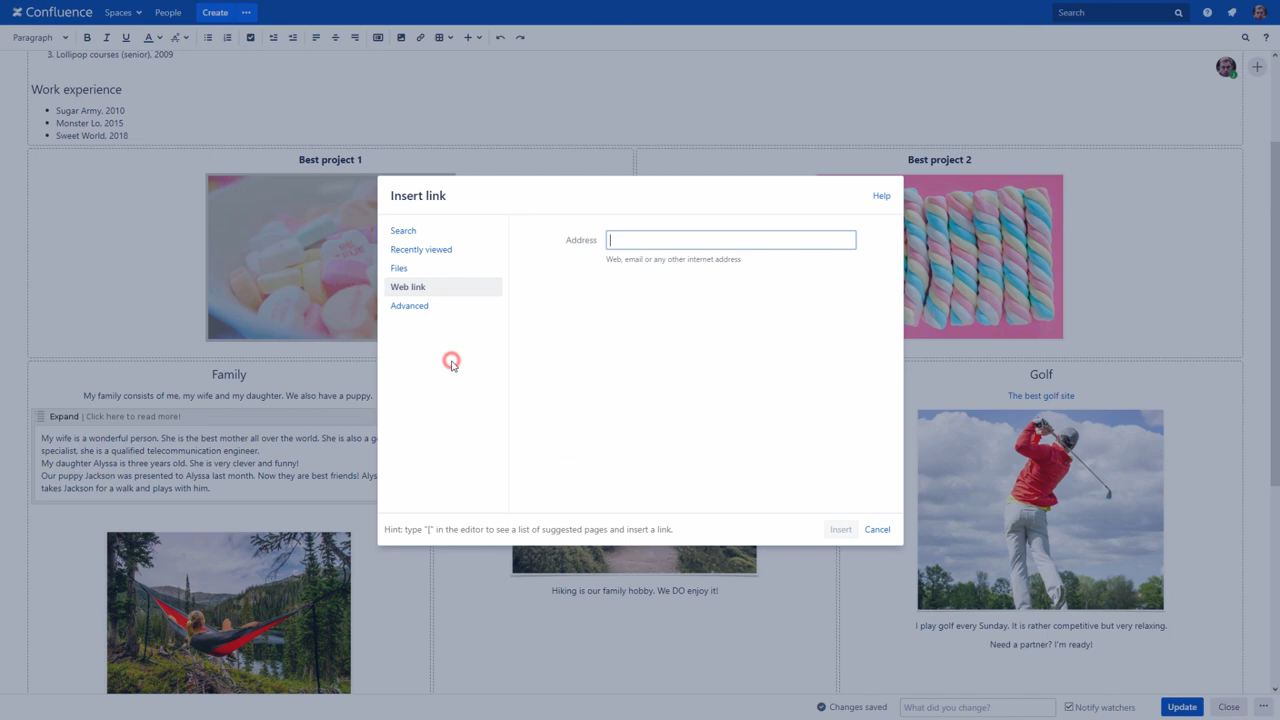 Confluence Spaces People Create ••• Search
Paragraph B I U A
3. Lollipop courses (senior), 2009
Work experience
• Sugar Army, 2010
• Monster Lo, 2015
• Sweet World, 2018
Best project 1
Best project 2
Insert link
Help
Search
Recently viewed
Files
Web link
Advanced
Address
Web, email or any other internet address
Hint: type "[" in the editor to see a list of suggested pages and insert a link.
Insert Cancel
Family
My family consists of me, my wife and my daughter. We also have a puppy.
Expand | Click here to read more!
My wife is a wonderful person. She is the best mother all over the world. She is also a
specialist, she is a qualified telecommunication engineer.
My daughter Alyssa is three years old. She is very clever and funny!
Our puppy Jackson was presented to Alyssa last month. Now they are best friends!
takes Jackson for a walk and plays with him.
Hiking is our family hobby. We DO enjoy it!
Golf
The best golf site
I play golf every Sunday. It is rather competitive but very relaxing.
Need a partner? I'm ready!
Changes saved What did you change? Notify watchers Update Close •••